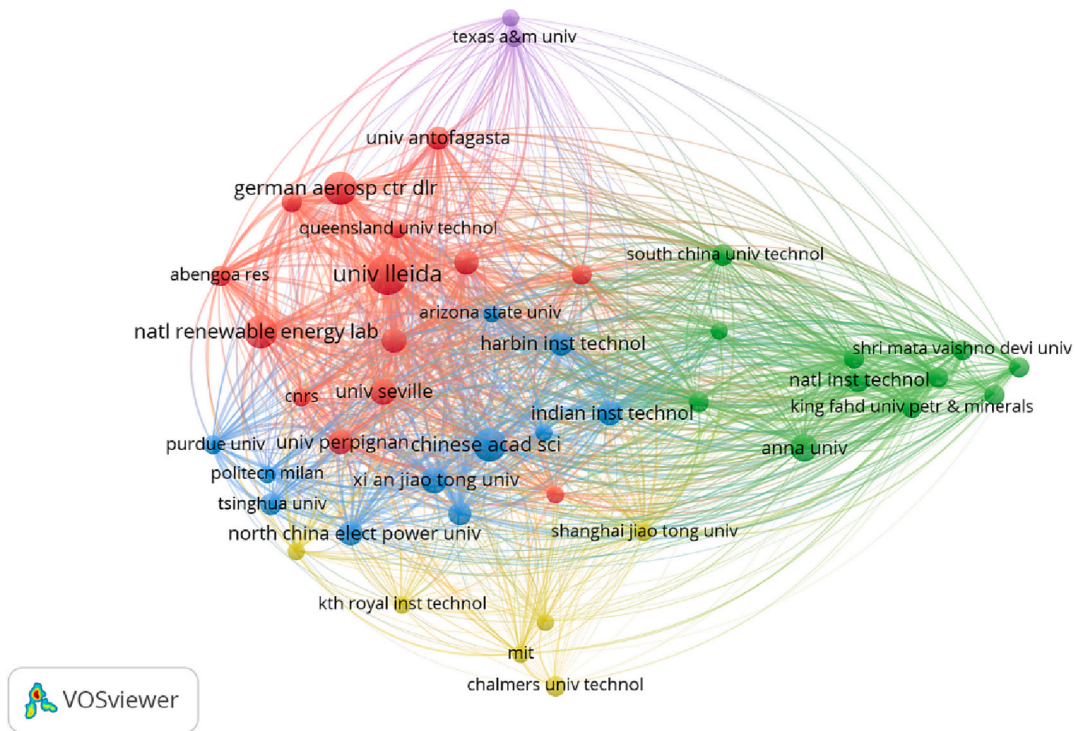 texas a&m univ
univ antofagasta
german aerosp ctr dlr
queensland univ technol
south china univ technol
abengoa res
univ lleida
arizona state univ
natl renewable energy lab
harbin inst technol
shri mata vaishno devi univ
natl inst technol
cnrs
univ seville
king fahd univ petr & minerals
indian inst technol
purdue univ
univ perpignan
chinese acad sci
anna univ
politecn milan
xi an jiao tong univ
tsinghua univ
north china elect power univ
shanghai jiao tong univ
kth royal inst technol
mit
chalmers univ technol
VOSviewer